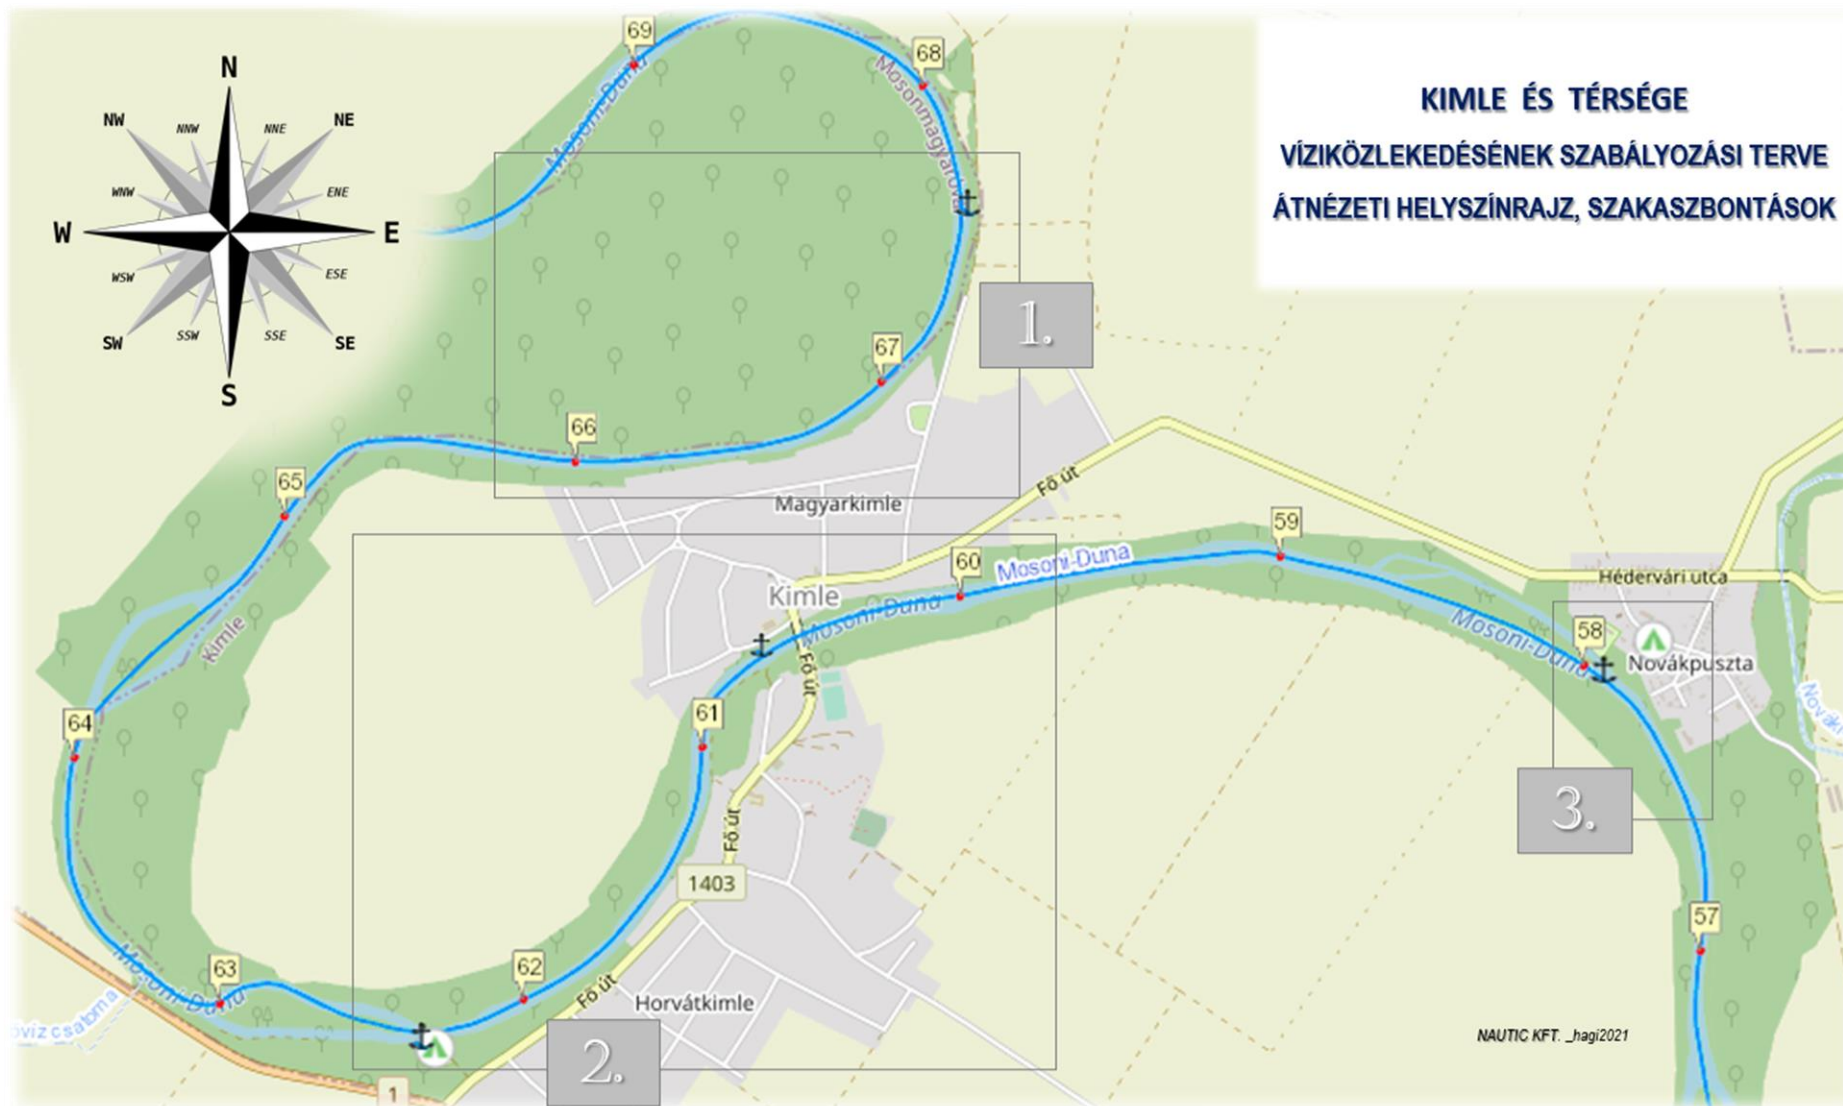 KIMLE ÉS TÉRSÉGE
VÍZIKÖZLEKEDÉSÉNEK SZABÁLYOZÁSI TERVE
ÁTNÉZETI HELYSZÍNRAJZ, SZAKASZBONTÁSOK
N
NNW
NNE
NW
NE
WNW
ENE
W
E
WSW
ESE
SSW
SSE
SW
SE
S
69
68
Mosoni-Duna
Mosonmagyaróvár
1.
67
66
65
Magyarkimle
Fő út
59
60
Mosoni-Duna
Hédervári utca
Kimle
Mosoni-Duna
Kimle
58
Mosoni-Duna
Novákpuszta
Fő út
61
64
3.
Fő út
1403
57
62
63
Mosoni-Duna
Fő út
Horvátkimle
NAUTIC KFT. _hagi2021
2.
1